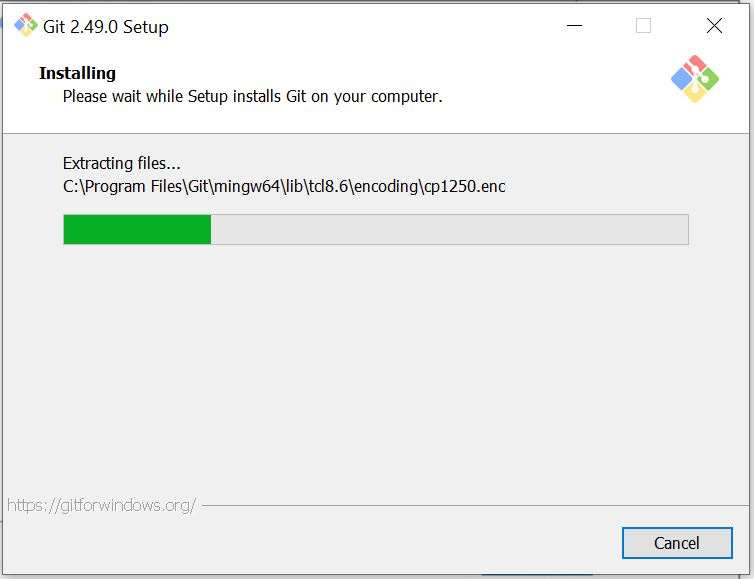 Git 2.49.0 Setup
Installing
Please wait while Setup installs Git on your computer.
Extracting files...
C:\Program Files\Git\mingw64\lib\tcl8.6\encoding\cp1250.enc
https://gitforwindows.org/
Cancel